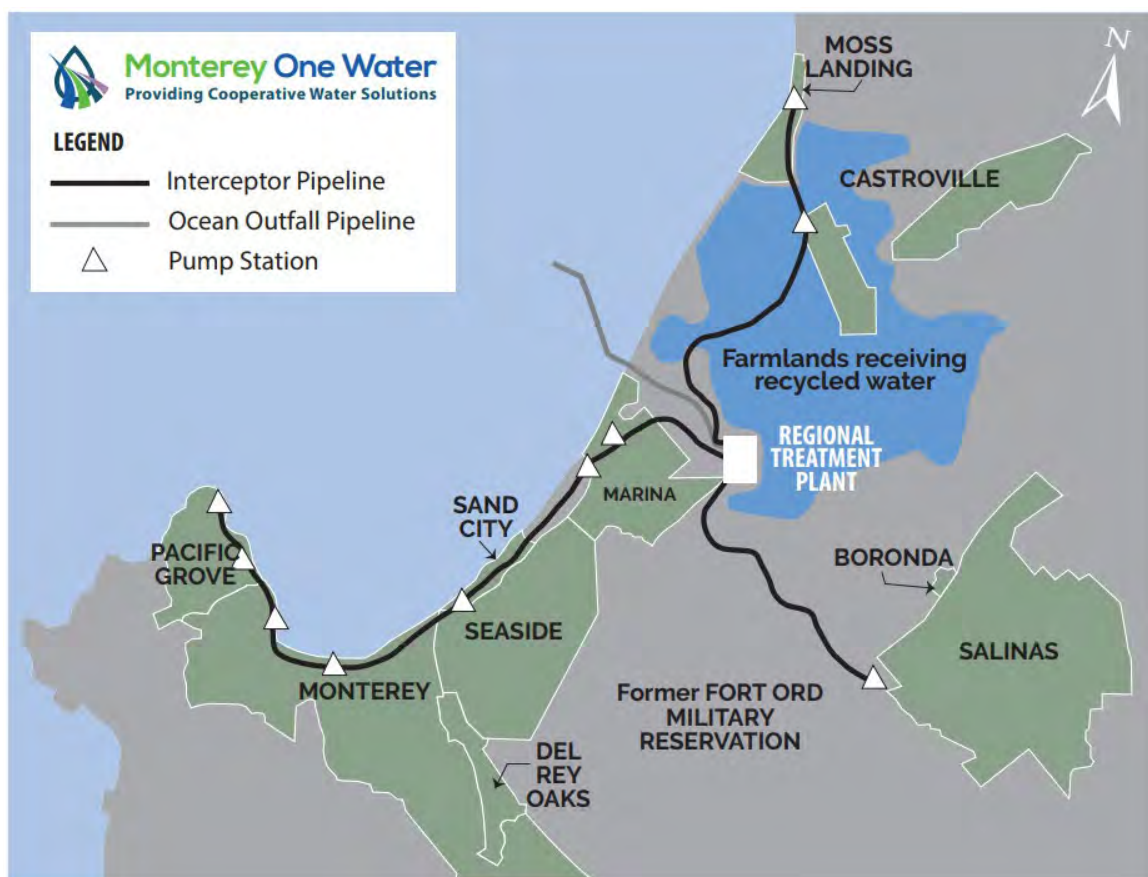 Monterey One Water
Providing Cooperative Water Solutions
LEGEND
Interceptor Pipeline
Ocean Outfall Pipeline
Pump Station
N
MOSS
LANDING
CASTROVILLE
Farmlands receiving
recycled water
REGIONAL
TREATMENT
PLANT
MARINA
SAND
CITY
PACIFIC
GROVE
SEASIDE
BORONDA
SALINAS
MONTEREY
Former FORT ORD
MILITARY
RESERVATION
DEL
REY
OAKS